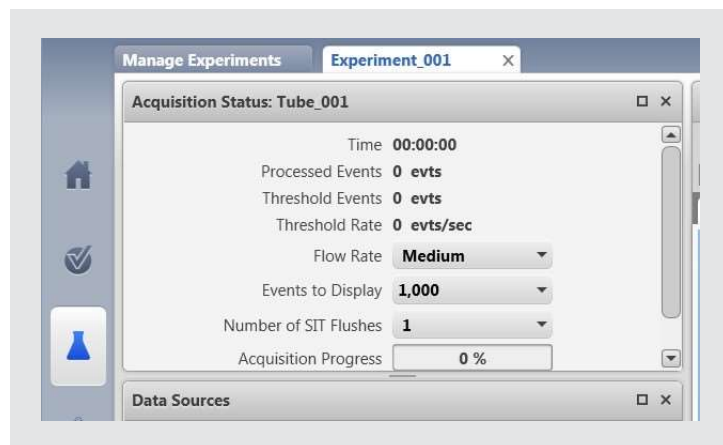 Manage Experiments Experiment_001
Acquisition Status: Tube_001
Time 00:00:00
Processed Events 0 evts
Threshold Events 0 evts
Threshold Rate 0 evts/sec
Flow Rate Medium
Events to Display 1,000
Number of SIT Flushes 1
Acquisition Progress 0 %
Data Sources